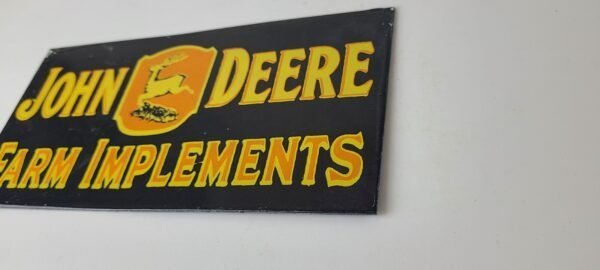 JOHN DEERE
FARM IMPLEMENTS